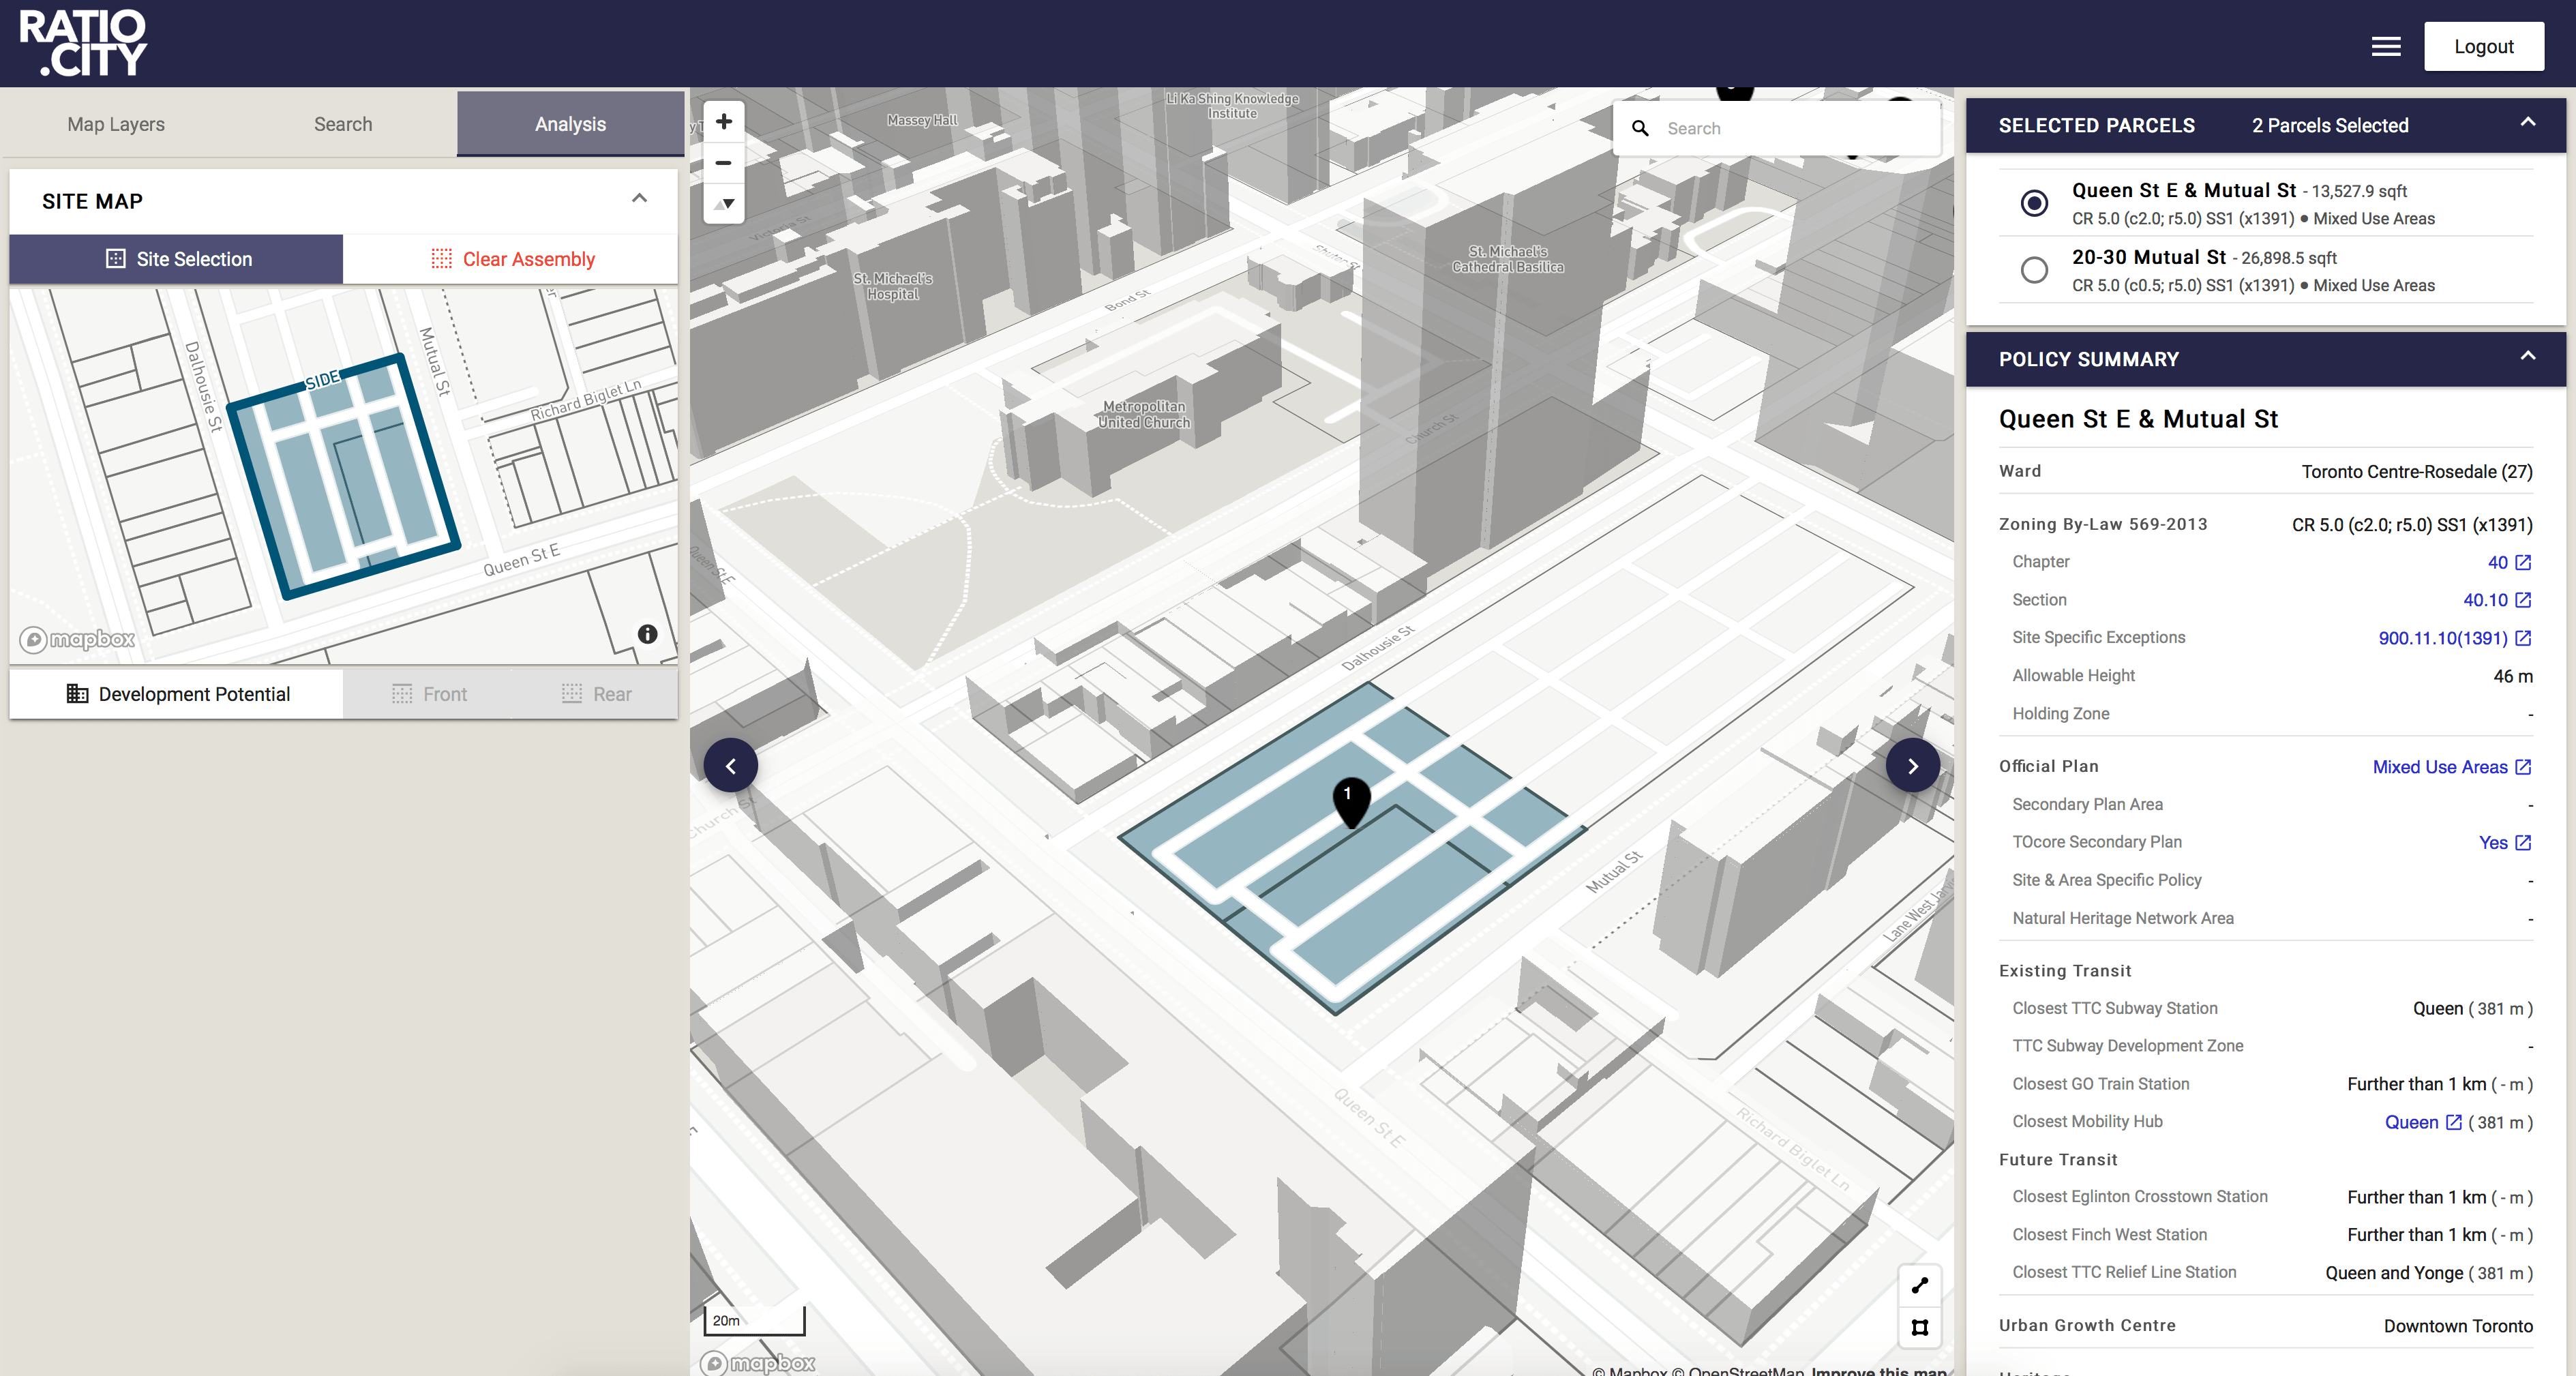 RATIO
.CITY
Logout
Map Layers
Search
Analysis
SITE MAP
Site Selection
Clear Assembly
SIDE
Dalhousie St
Mutual St
Richard Biglet Ln
Queen St E
mapbox
Development Potential
Front
Rear
Search
Li Ka Shing Knowledge
Institute
Massey Hall
Victoria St
St. Michael's
Hospital
Shuter St
St. Michael's
Cathedral Basilica
Bond St
Metropolitan
United Church
Church St
Queen St E
Dalhousie St
1
Church St
Mutual St
Lane West Jarvis
Queen St E
Richard Biglet Ln
20m
mapbox
© Mapbox © OpenStreetMap Improve this map
SELECTED PARCELS 2 Parcels Selected
Queen St E & Mutual St - 13,527.9 sqft
CR 5.0 (c2.0; r5.0) SS1 (x1391) • Mixed Use Areas
20-30 Mutual St - 26,898.5 sqft
CR 5.0 (c0.5; r5.0) SS1 (x1391) • Mixed Use Areas
POLICY SUMMARY
Queen St E & Mutual St
Ward Toronto Centre-Rosedale (27)
Zoning By-Law 569-2013 CR 5.0 (c2.0; r5.0) SS1 (x1391)
Chapter 40
Section 40.10
Site Specific Exceptions 900.11.10(1391)
Allowable Height 46 m
Holding Zone -
Official Plan Mixed Use Areas
Secondary Plan Area -
TOcore Secondary Plan Yes
Site & Area Specific Policy -
Natural Heritage Network Area -
Existing Transit
Closest TTC Subway Station Queen ( 381 m )
TTC Subway Development Zone -
Closest GO Train Station Further than 1 km ( - m )
Closest Mobility Hub Queen ( 381 m )
Future Transit
Closest Eglinton Crosstown Station Further than 1 km ( - m )
Closest Finch West Station Further than 1 km ( - m )
Closest TTC Relief Line Station Queen and Yonge ( 381 m )
Urban Growth Centre Downtown Toronto